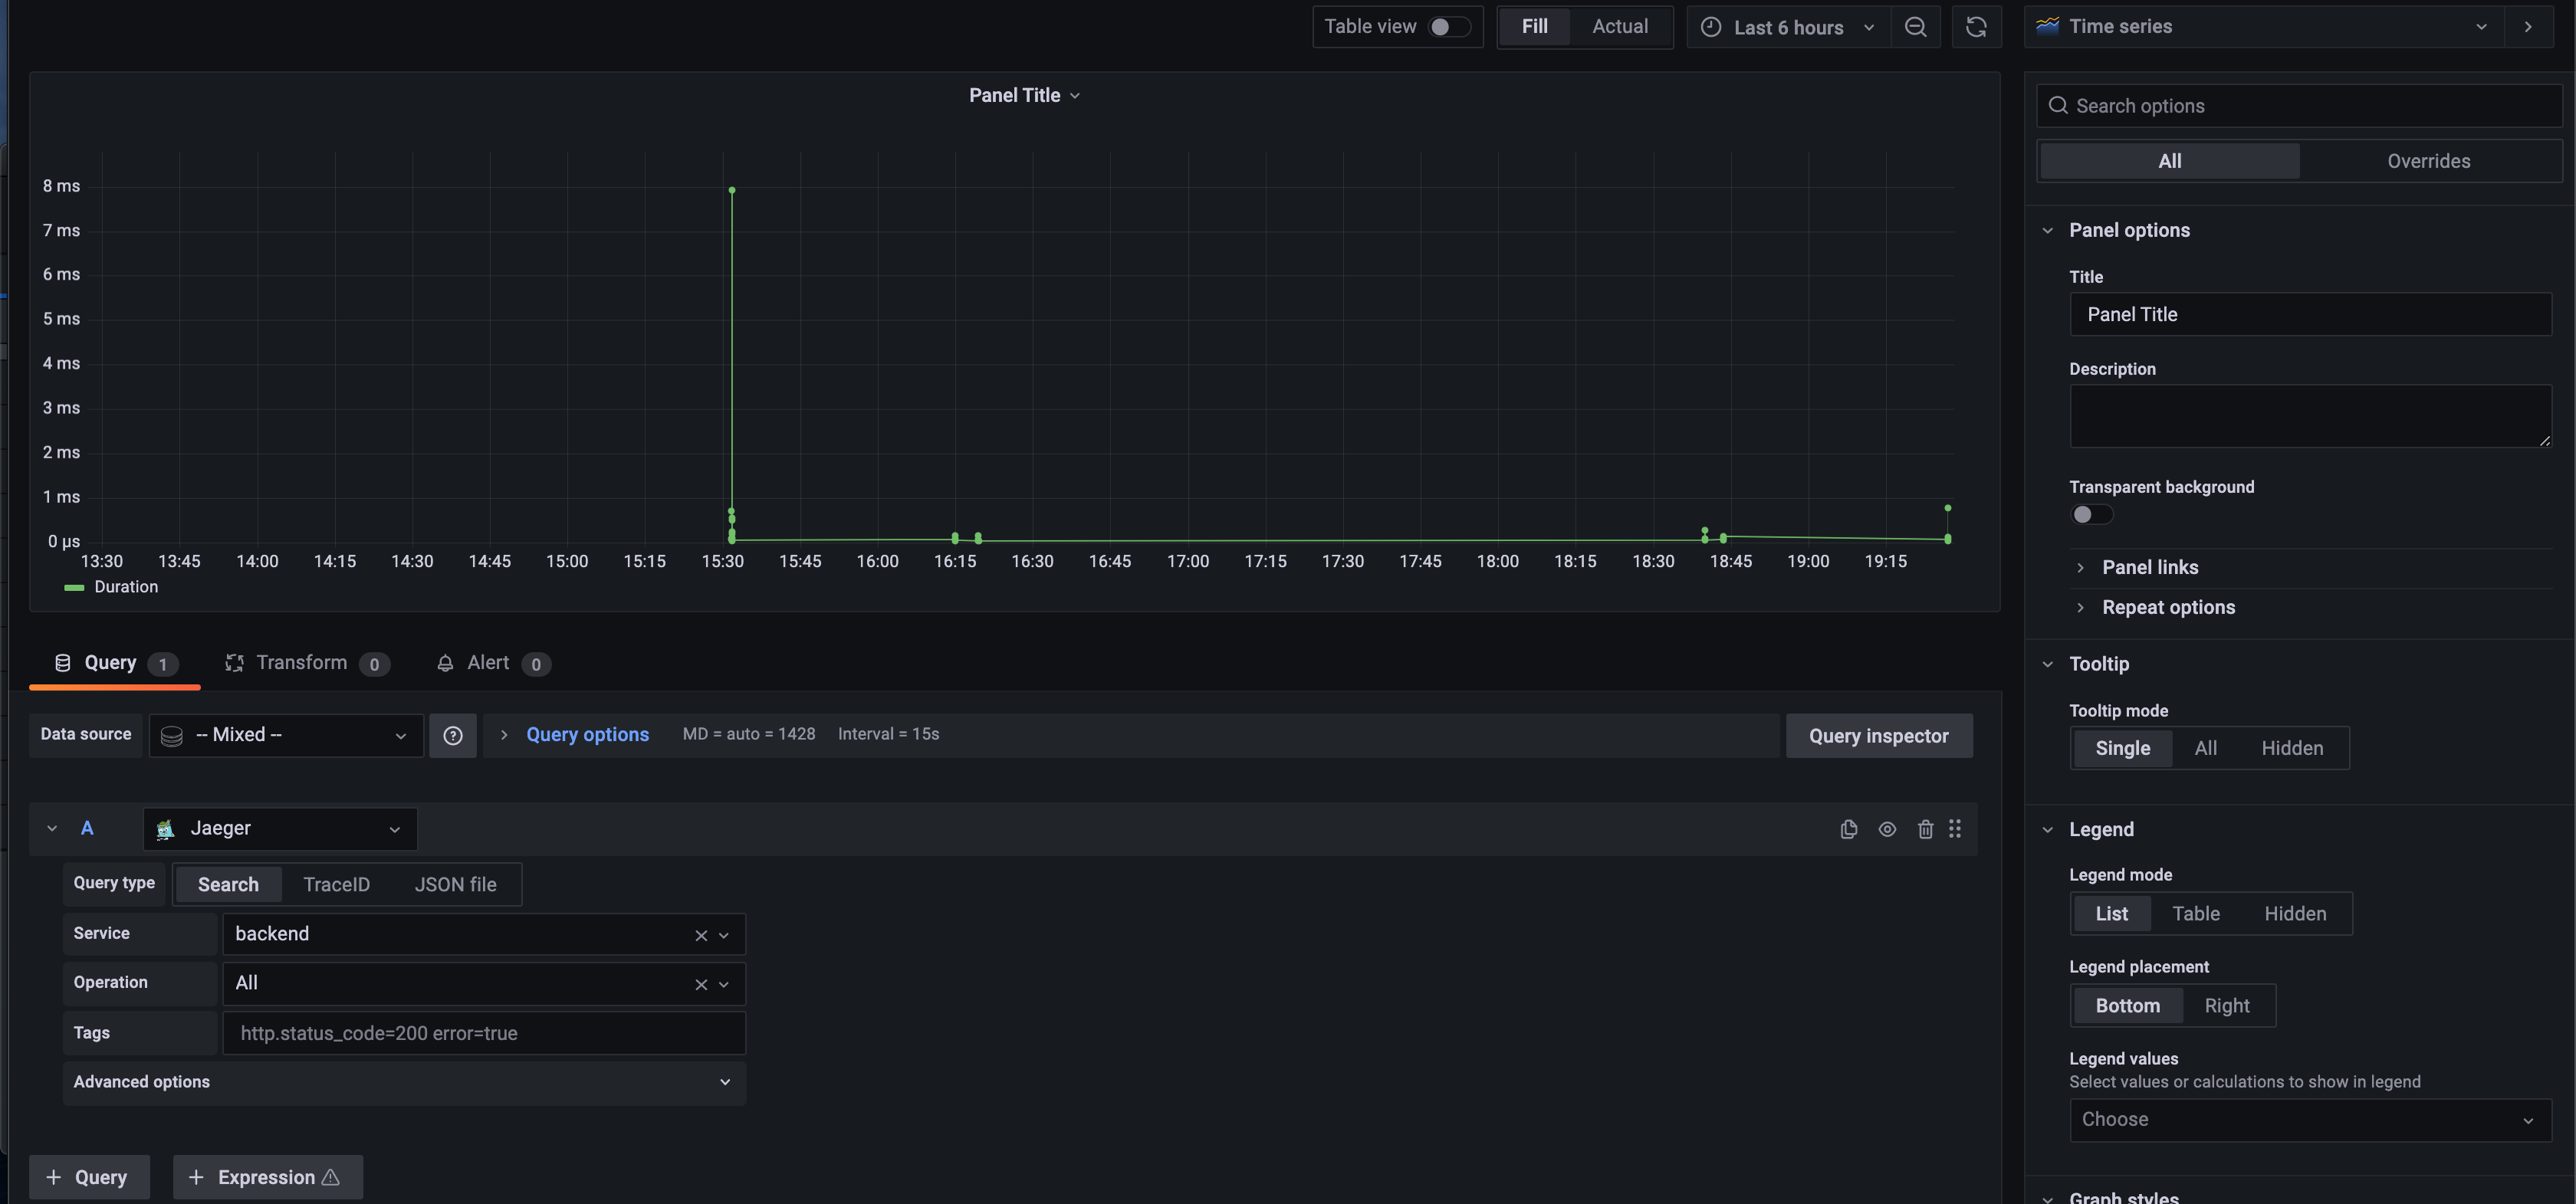 Table view
Fill
Actual
Last 6 hours
Time series
Panel Title
8 ms
7 ms
6 ms
5 ms
4 ms
3 ms
2 ms
1 ms
0 µs
13:30 13:45 14:00 14:15 14:30 14:45 15:00 15:15 15:30 15:45 16:00 16:15 16:30 16:45 17:00 17:15 17:30 17:45 18:00 18:15 18:30 18:45 19:00 19:15
Duration
Query 1
Transform 0
Alert 0
Data source
-- Mixed --
Query options
MD = auto = 1428
Interval = 15s
Query inspector
A
Jaeger
Query type
Search
TraceID
JSON file
Service
backend
Operation
All
Tags
http.status_code=200 error=true
Advanced options
+ Query
+ Expression
Search options
All
Overrides
Panel options
Title
Panel Title
Description
Transparent background
Panel links
Repeat options
Tooltip
Tooltip mode
Single
All
Hidden
Legend
Legend mode
List
Table
Hidden
Legend placement
Bottom
Right
Legend values
Select values or calculations to show in legend
Choose
Graph styles